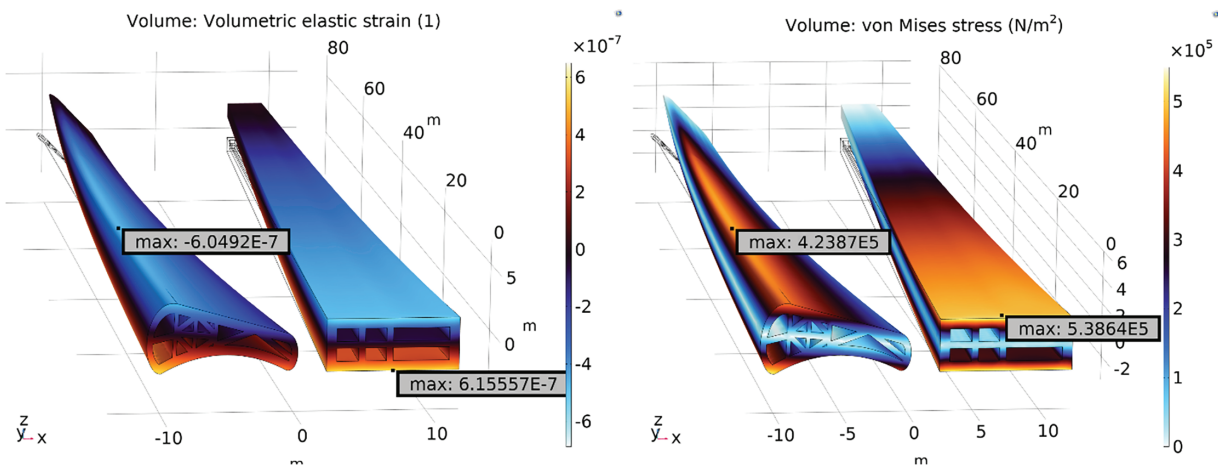 Volume: Volumetric elastic strain (1)
80
60
40
m
20
0
5
m
0
max: -6.0492E-7
max: 6.15557E-7
z
y
x
-10
0
10
m
×10⁻⁷
6
4
2
0
-2
-4
-6
Volume: von Mises stress (N/m²)
80
60
40
m
20
0
6
4
2
0
-2
max: 4.2387E5
max: 5.3864E5
z
y
x
-10
-5
0
5
10
m
×10⁵
5
4
3
2
1
0